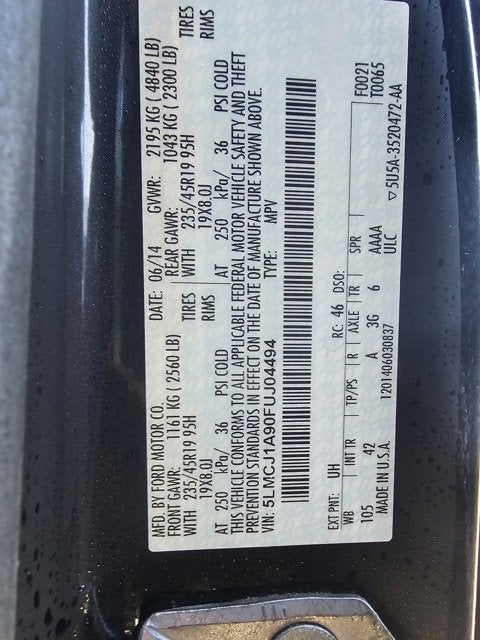 MFD. BY FORD MOTOR CO.
DATE: 06/14 GVWR: 2195 KG ( 4840 LB)
FRONT GAWR: 1161 KG ( 2560 LB) REAR GAWR: 1043 KG ( 2300 LB)
WITH 235/45R19 95H TIRES WITH 235/45R19 95H TIRES
19X8.0J RIMS 19X8.0J RIMS
AT 250 kPa/ 36 PSI COLD AT 250 kPa/ 36 PSI COLD
THIS VEHICLE CONFORMS TO ALL APPLICABLE FEDERAL MOTOR VEHICLE SAFETY AND THEFT
PREVENTION STANDARDS IN EFFECT ON THE DATE OF MANUFACTURE SHOWN ABOVE.
VIN: 5LMCJ1A90FUJ04494 TYPE: MPV
EXT PNT: UH RC: 46 DSO: F0021
WB INT TR TP/PS R AXLE TR SPR T0065
105 42 A 3G 6 AAAA
MADE IN U.S.A. ULC ▽5U5A-3520472-AA
1201406030837